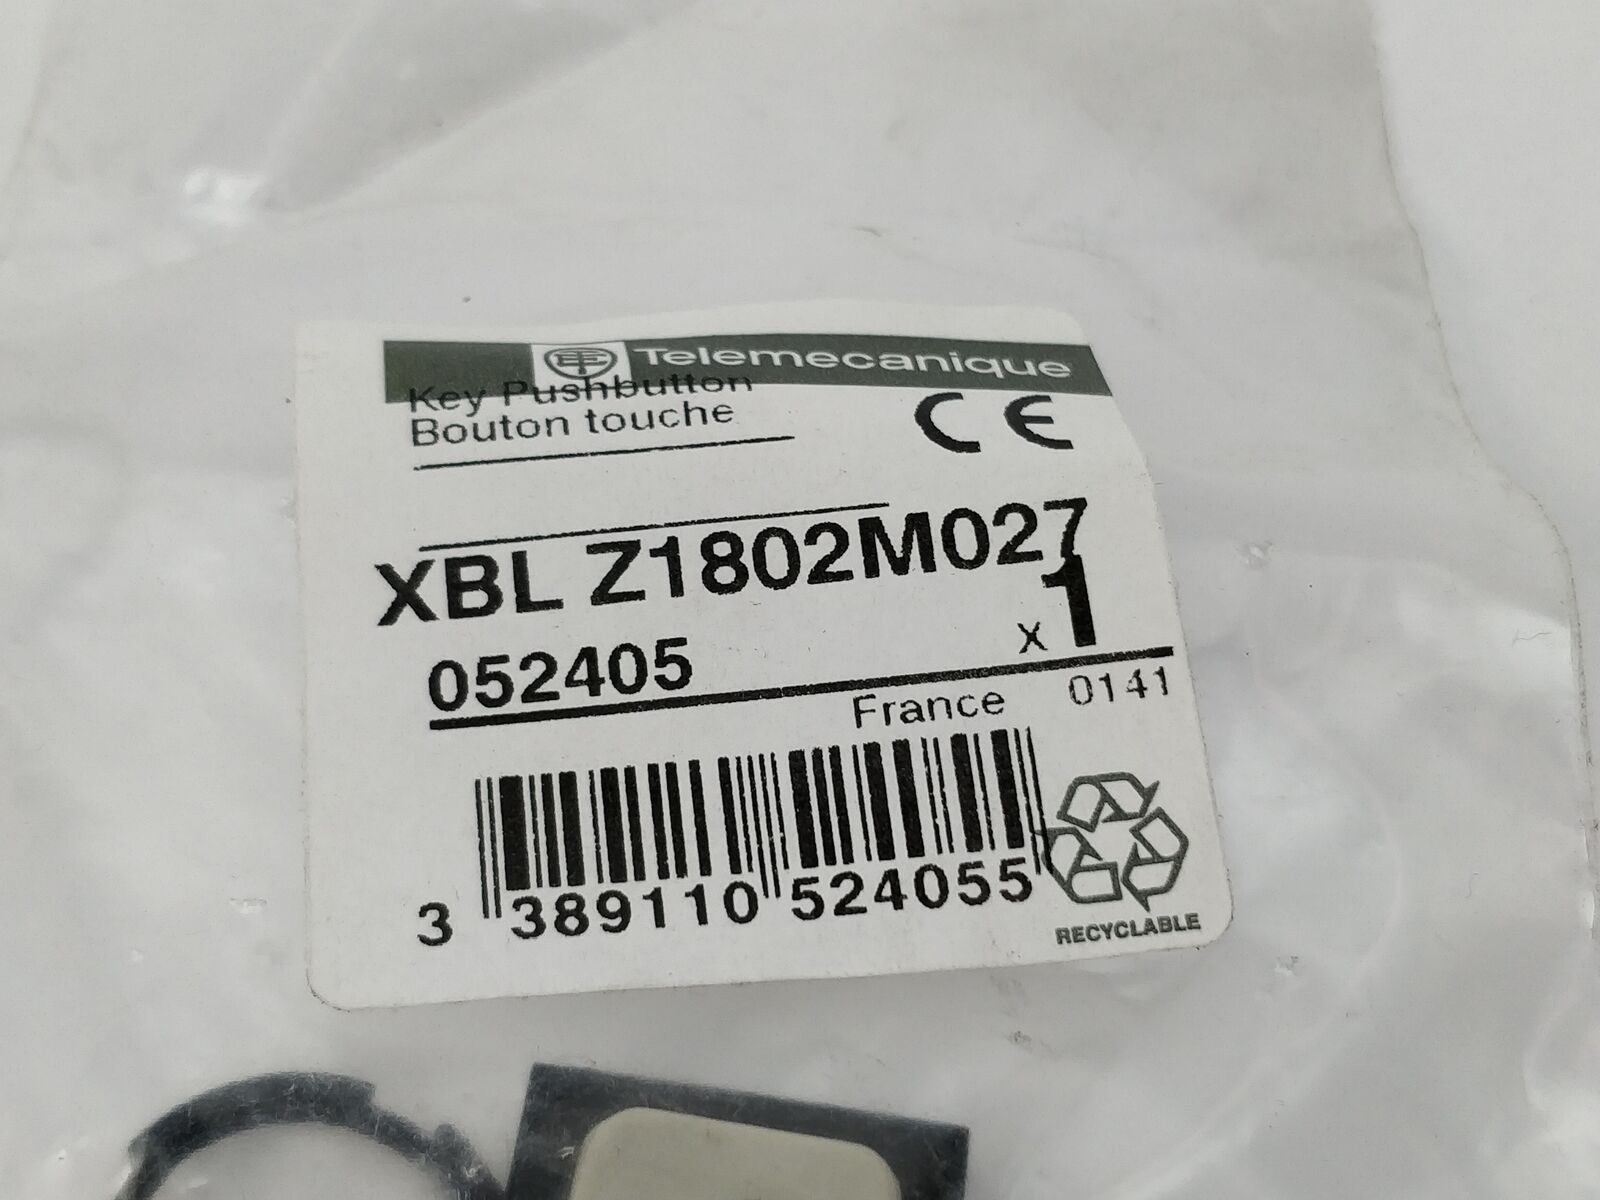 Telemecanique
Key Pushbutton
Bouton touche
CE
XBL Z1802M027
052405 x 1
France 0141
3 389110 524055
RECYCLABLE